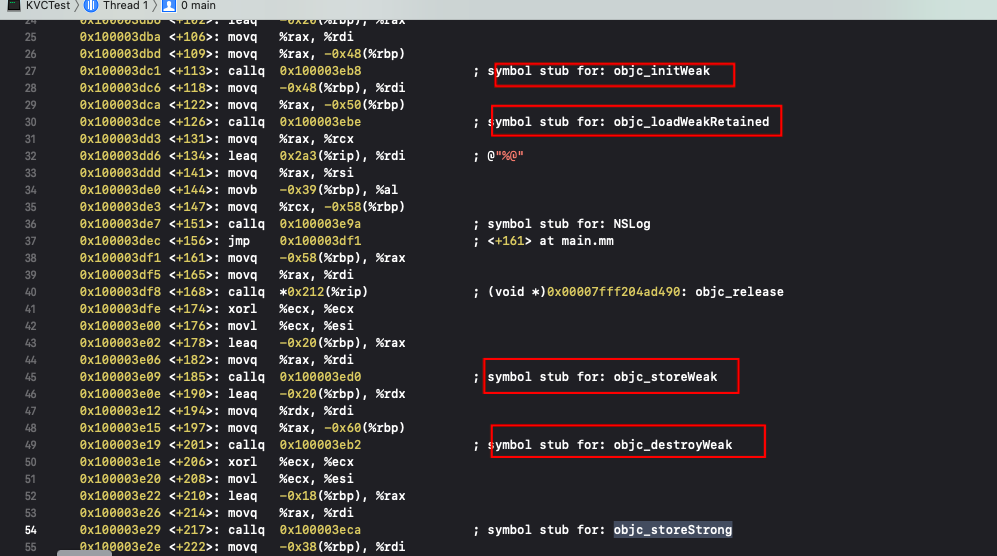 KVCTest 〉 Thread 1 〉 0 main
24 0x100003db6 <+102>: leaq -0x20(%rbp), %rax
25 0x100003dba <+106>: movq %rax, %rdi
26 0x100003dbd <+109>: movq %rax, -0x48(%rbp)
27 0x100003dc1 <+113>: callq 0x100003eb8 ; symbol stub for: objc_initWeak
28 0x100003dc6 <+118>: movq -0x48(%rbp), %rdi
29 0x100003dca <+122>: movq %rax, -0x50(%rbp)
30 0x100003dce <+126>: callq 0x100003ebe ; symbol stub for: objc_loadWeakRetained
31 0x100003dd3 <+131>: movq %rax, %rcx
32 0x100003dd6 <+134>: leaq 0x2a3(%rip), %rdi ; @"%@"
33 0x100003ddd <+141>: movq %rax, %rsi
34 0x100003de0 <+144>: movb -0x39(%rbp), %al
35 0x100003de3 <+147>: movq %rcx, -0x58(%rbp)
36 0x100003de7 <+151>: callq 0x100003e9a ; symbol stub for: NSLog
37 0x100003dec <+156>: jmp 0x100003df1 ; <+161> at main.mm
38 0x100003df1 <+161>: movq -0x58(%rbp), %rax
39 0x100003df5 <+165>: movq %rax, %rdi
40 0x100003df8 <+168>: callq *0x212(%rip) ; (void *)0x00007fff204ad490: objc_release
41 0x100003dfe <+174>: xorl %ecx, %ecx
42 0x100003e00 <+176>: movl %ecx, %esi
43 0x100003e02 <+178>: leaq -0x20(%rbp), %rax
44 0x100003e06 <+182>: movq %rax, %rdi
45 0x100003e09 <+185>: callq 0x100003ed0 ; symbol stub for: objc_storeWeak
46 0x100003e0e <+190>: leaq -0x20(%rbp), %rdx
47 0x100003e12 <+194>: movq %rdx, %rdi
48 0x100003e15 <+197>: movq %rax, -0x60(%rbp)
49 0x100003e19 <+201>: callq 0x100003eb2 ; symbol stub for: objc_destroyWeak
50 0x100003e1e <+206>: xorl %ecx, %ecx
51 0x100003e20 <+208>: movl %ecx, %esi
52 0x100003e22 <+210>: leaq -0x18(%rbp), %rax
53 0x100003e26 <+214>: movq %rax, %rdi
54 0x100003e29 <+217>: callq 0x100003eca ; symbol stub for: objc_storeStrong
55 0x100003e2e <+222>: movq -0x38(%rbp), %rdi